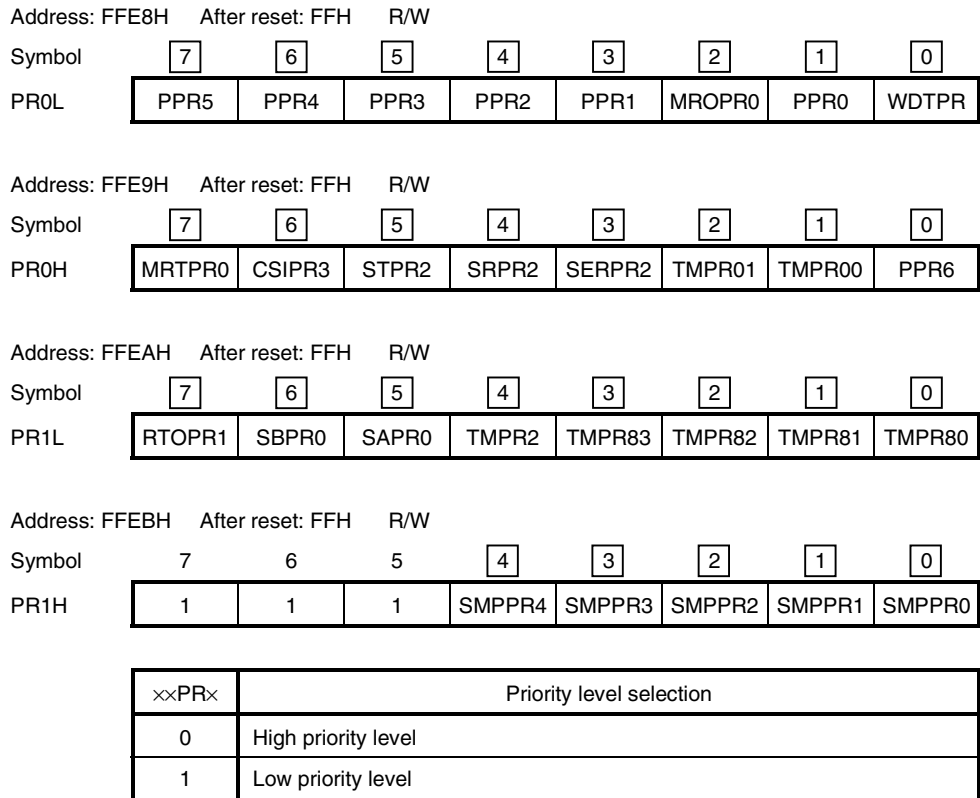 Address: FFE8H After reset: FFH R/W
Symbol 7 6 5 4 3 2 1 0
PR0L PPR5 PPR4 PPR3 PPR2 PPR1 MROPR0 PPR0 WDTPR
Address: FFE9H After reset: FFH R/W
Symbol 7 6 5 4 3 2 1 0
PR0H MRTPR0 CSIPR3 STPR2 SRPR2 SERPR2 TMPR01 TMPR00 PPR6
Address: FFEAH After reset: FFH R/W
Symbol 7 6 5 4 3 2 1 0
PR1L RTOPR1 SBPR0 SAPR0 TMPR2 TMPR83 TMPR82 TMPR81 TMPR80
Address: FFEBH After reset: FFH R/W
Symbol 7 6 5 4 3 2 1 0
PR1H 1 1 1 SMPPR4 SMPPR3 SMPPR2 SMPPR1 SMPPR0
××PR× Priority level selection
0 High priority level
1 Low priority level